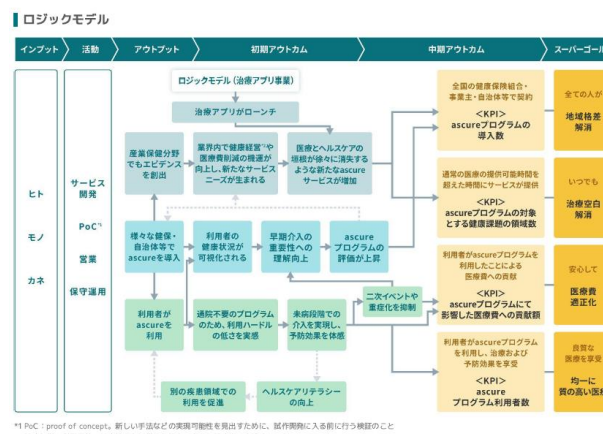 ロジックモデル
インプット
活動
アウトプット
初期アウトカム
中期アウトカム
スーパーゴール
ヒト
モノ
カネ
サービス
開発
PoC*1
営業
保守運用
ロジックモデル（治療アプリ事業）
治療アプリがローンチ
産業保健分野
でもエビデンス
を創出
業界内で健康経営や
医療費削減の機運が
向上し、新たなサービス
ニーズが生まれる
医療とヘルスケアの
垣根が徐々に消失する
ような新たなascure
サービスが増加
様々な健保・
自治体等で
ascureを導入
利用者の
健康状況が
可視化される
早期介入の
重要性への
理解向上
ascure
プログラムの
評価が上昇
利用者が
ascureを
利用
通院不要のプログラム
のため、利用ハードル
の低さを実感
未病段階での
介入を実現し、
予防効果を体感
二次イベントや
重症化を抑制
別の疾患領域での
利用を促進
ヘルスケアリテラシー
の向上
全国の健康保険組合・
事業主・自治体等で契約
＜KPI＞
ascureプログラムの
導入数
通常の医療の提供可能時間を
超えた時間にサービスが提供
＜KPI＞
ascureプログラムの対象
とする健康課題の領域数
利用者がascureプログラムを
利用したことによる
医療費への貢献
＜KPI＞
ascureプログラムにて
影響した医療費への貢献額
利用者がascureプログラム
を利用し、治療および
予防効果を享受
＜KPI＞
ascure
プログラム利用者数
全ての人が
地域格差
解消
いつでも
治療空白
解消
安心して
医療費
適正化
良質な
医療を享受
均一に
質の高い医療
*1 PoC：proof of concept。新しい手法などの実現可能性を見出すために、試作開発に入る前に行う検証のこと